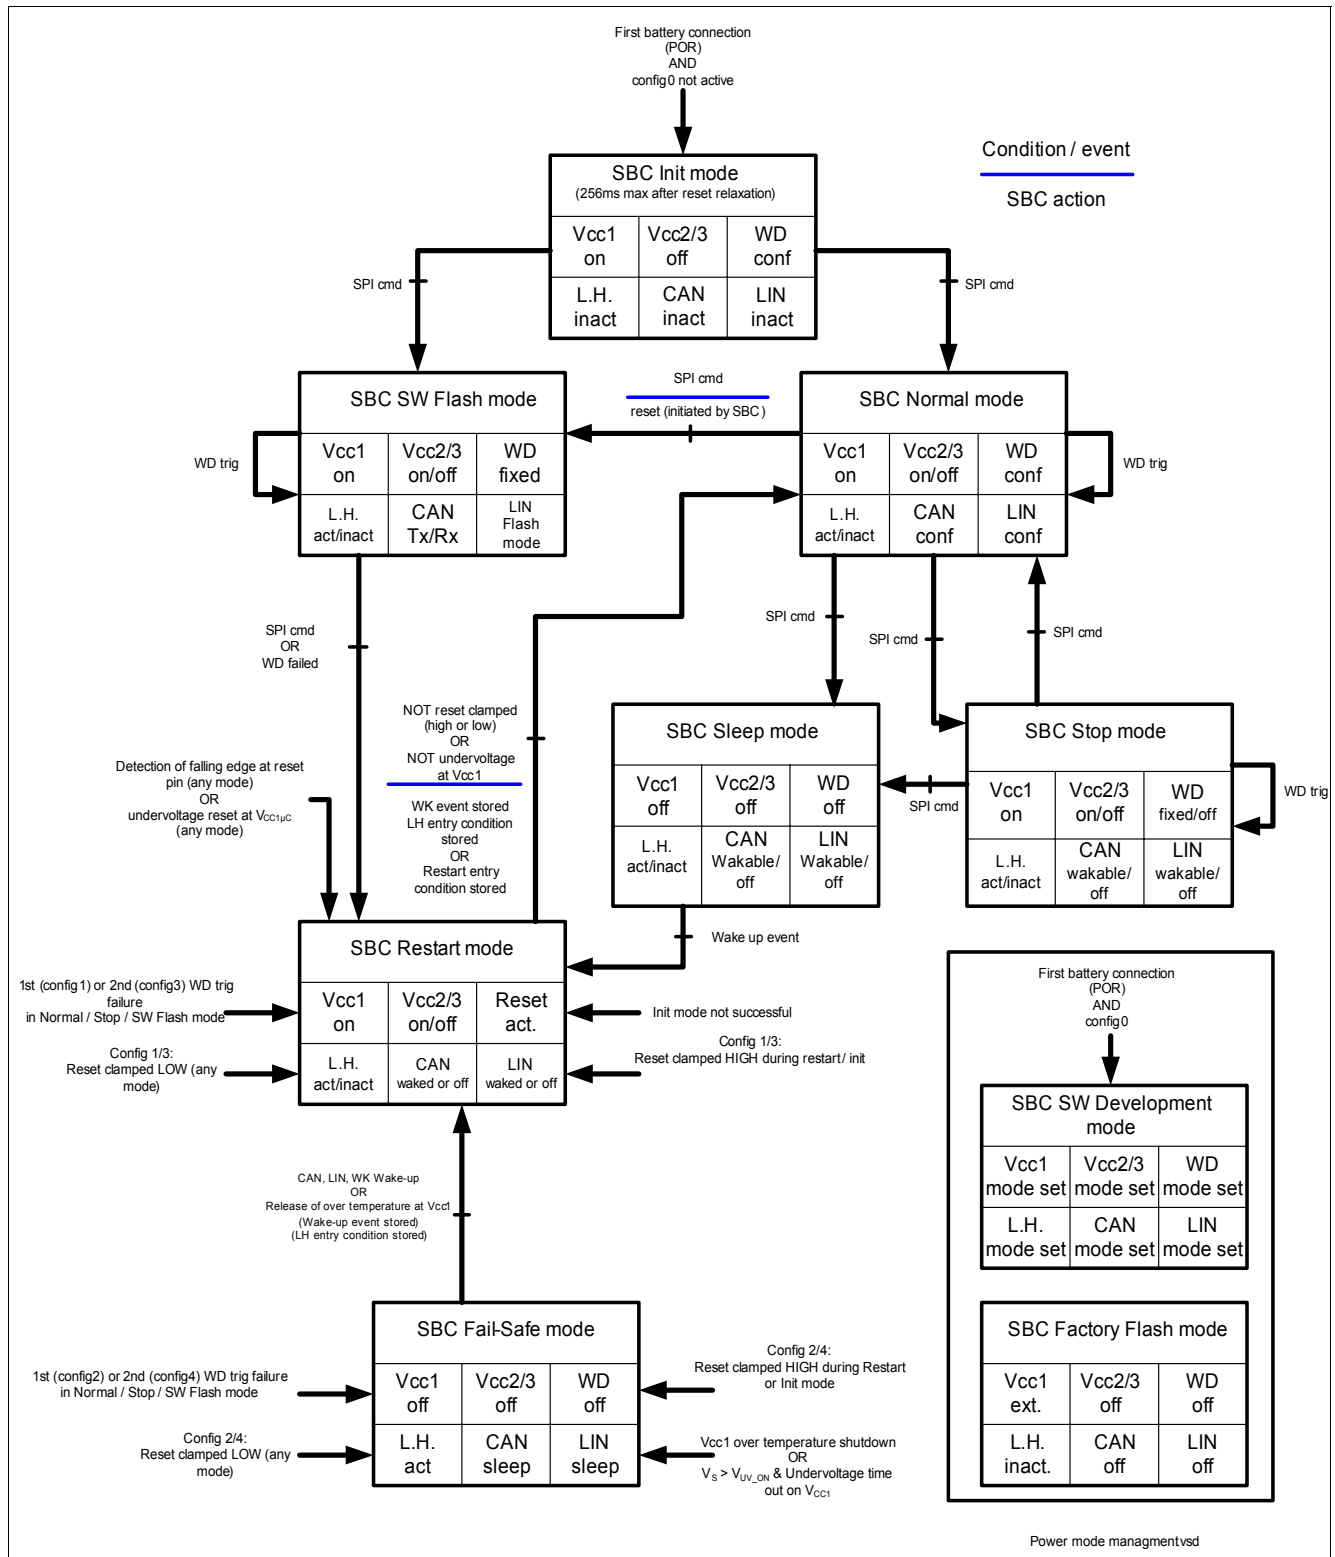 First battery connection
(POR)
AND
config0 not active
Condition / event
SBC action
SBC Init mode
(256ms max after reset relaxation)
Vcc1
on
Vcc2/3
off
WD
conf
L.H.
inact
CAN
inact
LIN
inact
SPI cmd
SPI cmd
SBC SW Flash mode
Vcc1
on
Vcc2/3
on/off
WD
fixed
L.H.
act/inact
CAN
Tx/Rx
LIN
Flash
mode
WD trig
SPI cmd
reset (initiated by SBC)
SBC Normal mode
Vcc1
on
Vcc2/3
on/off
WD
conf
L.H.
act/inact
CAN
conf
LIN
conf
WD trig
SPI cmd
OR
WD failed
SPI cmd
SPI cmd
SPI cmd
NOT reset clamped
(high or low)
OR
NOT undervoltage
at Vcc1
WK event stored
LH entry condition
stored
OR
Restart entry
condition stored
Detection of falling edge at reset
pin (any mode)
OR
undervoltage reset at VCC1µC
(any mode)
SBC Sleep mode
Vcc1
off
Vcc2/3
off
WD
off
L.H.
act/inact
CAN
Wakable/
off
LIN
Wakable/
off
SPI cmd
SBC Stop mode
Vcc1
on
Vcc2/3
on/off
WD
fixed/off
L.H.
act/inact
CAN
wakable/
off
LIN
wakable/
off
WD trig
Wake up event
SBC Restart mode
Vcc1
on
Vcc2/3
on/off
Reset
act.
L.H.
act/inact
CAN
waked or off
LIN
waked or off
1st (config1) or 2nd (config3) WD trig
failure
in Normal / Stop / SW Flash mode
Config 1/3:
Reset clamped LOW (any
mode)
Init mode not successful
Config 1/3:
Reset clamped HIGH during restart / init
First battery connection
(POR)
AND
config0
SBC SW Development
mode
Vcc1
mode set
Vcc2/3
mode set
WD
mode set
L.H.
mode set
CAN
mode set
LIN
mode set
CAN, LIN, WK Wake-up
OR
Release of over temperature at Vcc1
(Wake-up event stored)
(LH entry condition stored)
SBC Fail-Safe mode
Vcc1
off
Vcc2/3
off
WD
off
L.H.
act
CAN
sleep
LIN
sleep
1st (config2) or 2nd (config4) WD trig failure
in Normal / Stop / SW Flash mode
Config 2/4:
Reset clamped LOW (any
mode)
Config 2/4:
Reset clamped HIGH during Restart
or Init mode
Vcc1 over temperature shutdown
OR
VS > VUV_ON & Undervoltage time
out on VCC1
SBC Factory Flash mode
Vcc1
ext.
Vcc2/3
off
WD
off
L.H.
inact.
CAN
off
LIN
off
Power mode managment.vsd